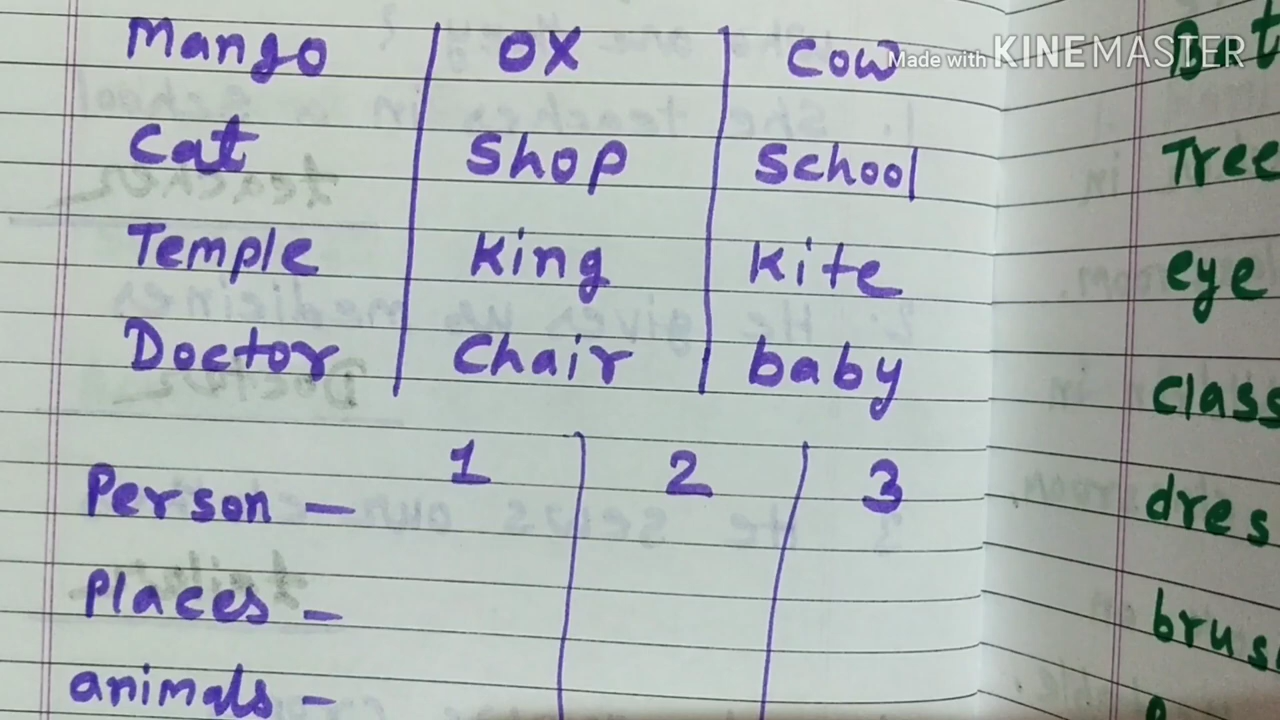 Mango OX Cow
Made with KINEMASTER
Cat Shop School
Tree
Temple King Kite
eye
Doctor Chair baby
1 2 3
Person —
Places —
animals —